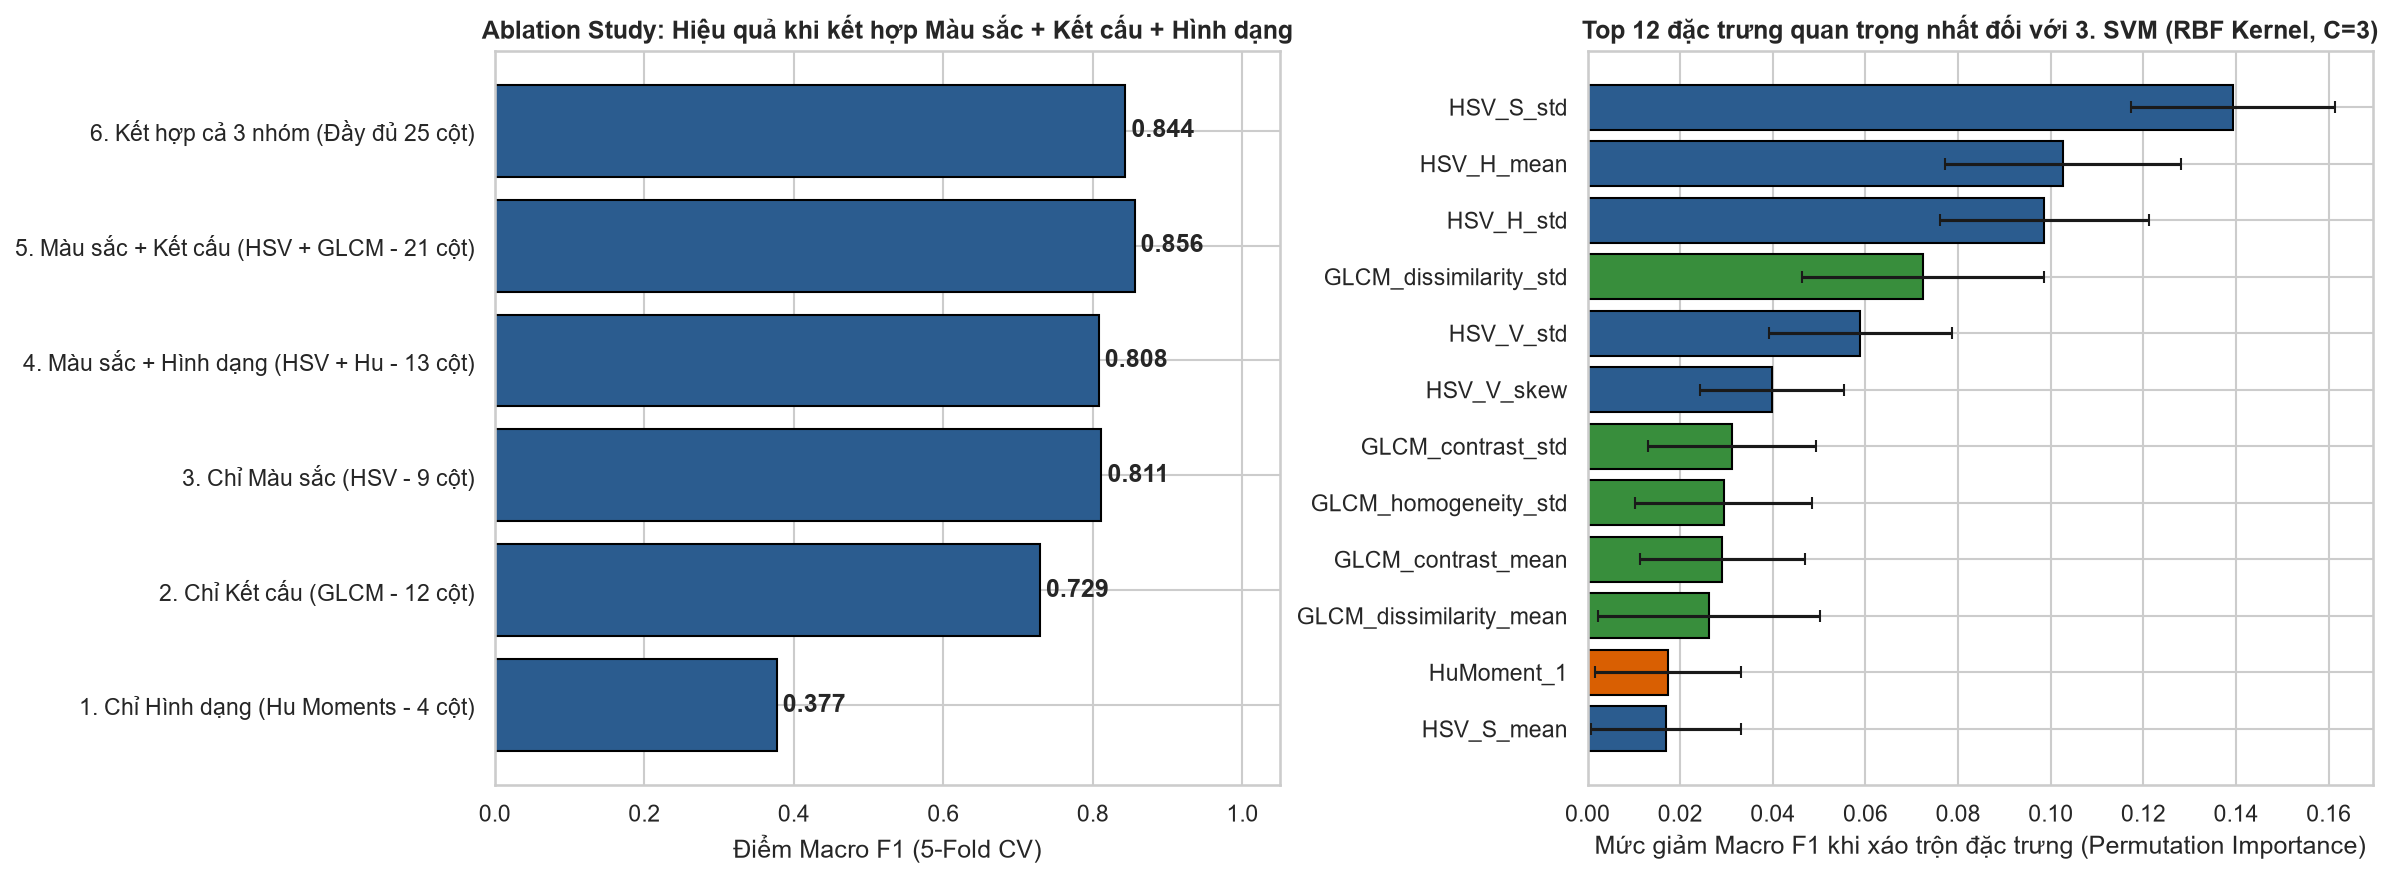 Ablation Study: Hiệu quả khi kết hợp Màu sắc + Kết cấu + Hình dạng
6. Kết hợp cả 3 nhóm (Đầy đủ 25 cột)
0.844
5. Màu sắc + Kết cấu (HSV + GLCM - 21 cột)
0.856
4. Màu sắc + Hình dạng (HSV + Hu - 13 cột)
0.808
3. Chỉ Màu sắc (HSV - 9 cột)
0.811
2. Chỉ Kết cấu (GLCM - 12 cột)
0.729
1. Chỉ Hình dạng (Hu Moments - 4 cột)
0.377
0.0 0.2 0.4 0.6 0.8 1.0
Điểm Macro F1 (5-Fold CV)
Top 12 đặc trưng quan trọng nhất đối với 3. SVM (RBF Kernel, C=3)
HSV_S_std
HSV_H_mean
HSV_H_std
GLCM_dissimilarity_std
HSV_V_std
HSV_V_skew
GLCM_contrast_std
GLCM_homogeneity_std
GLCM_contrast_mean
GLCM_dissimilarity_mean
HuMoment_1
HSV_S_mean
0.00 0.02 0.04 0.06 0.08 0.10 0.12 0.14 0.16
Mức giảm Macro F1 khi xáo trộn đặc trưng (Permutation Importance)